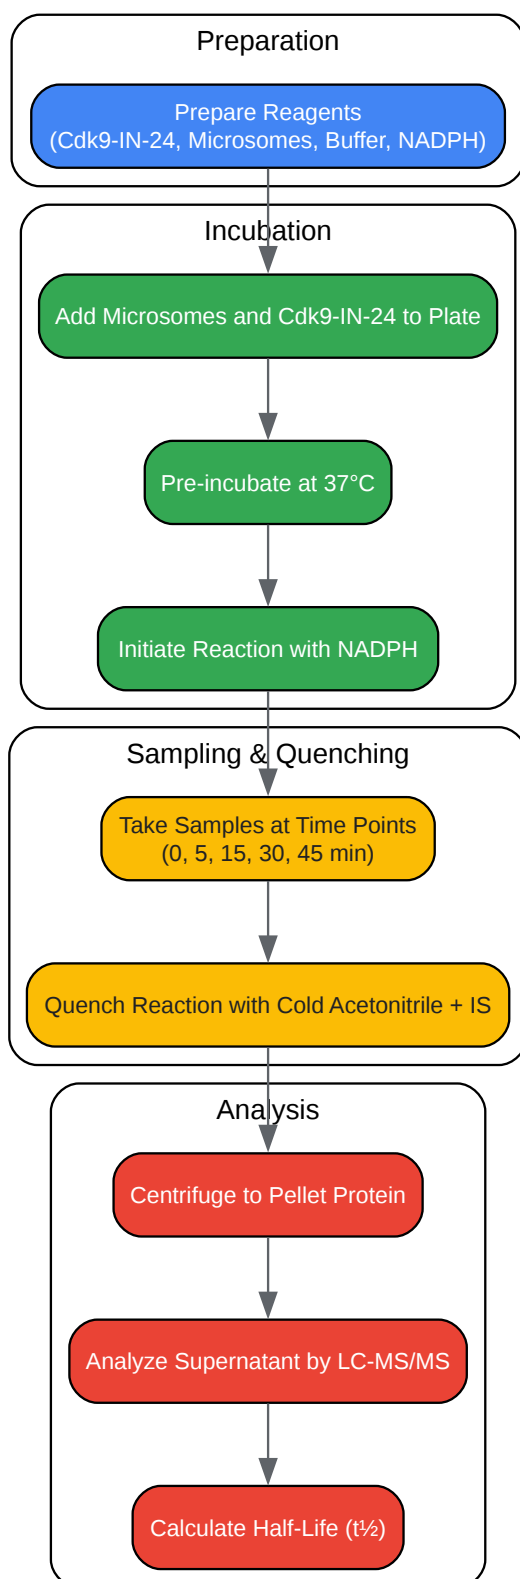 Preparation
Prepare Reagents
(Cdk9-IN-24, Microsomes, Buffer, NADPH)
Incubation
Add Microsomes and Cdk9-IN-24 to Plate
Pre-incubate at 37°C
Initiate Reaction with NADPH
Sampling & Quenching
Take Samples at Time Points
(0, 5, 15, 30, 45 min)
Quench Reaction with Cold Acetonitrile + IS
Analysis
Centrifuge to Pellet Protein
Analyze Supernatant by LC-MS/MS
Calculate Half-Life (t½)